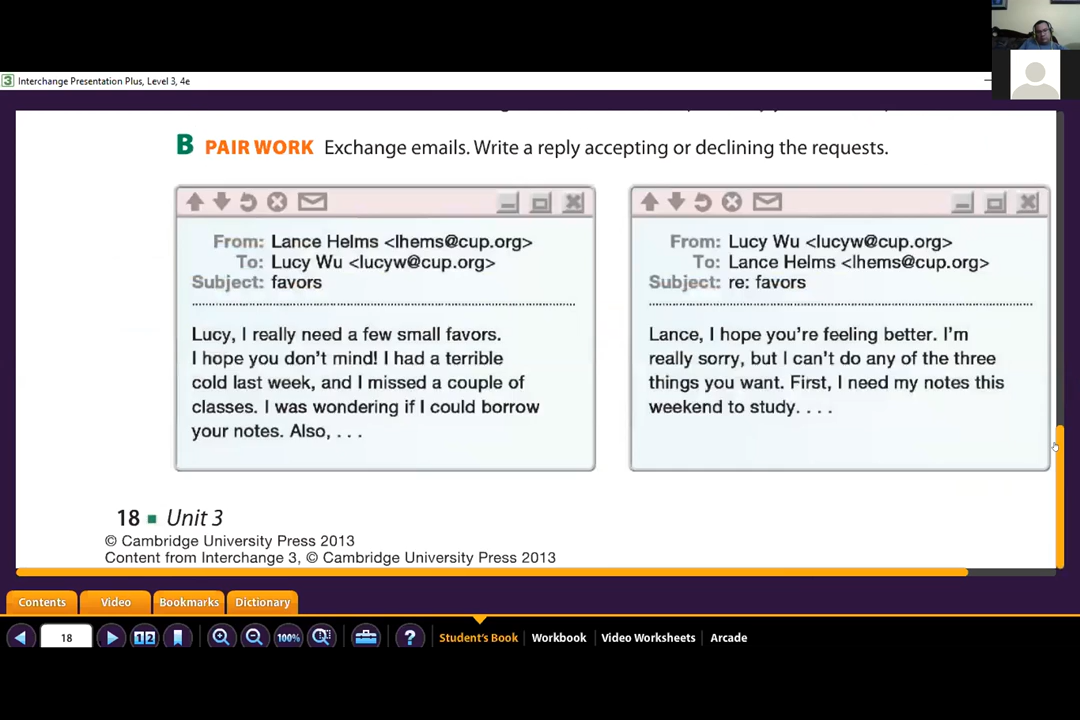 Interchange Presentation Plus, Level 3, 4e
B PAIR WORK Exchange emails. Write a reply accepting or declining the requests.
From: Lance Helms <lhems@cup.org>
To: Lucy Wu <lucyw@cup.org>
Subject: favors
Lucy, I really need a few small favors.
I hope you don't mind! I had a terrible
cold last week, and I missed a couple of
classes. I was wondering if I could borrow
your notes. Also, . . .
From: Lucy Wu <lucyw@cup.org>
To: Lance Helms <lhems@cup.org>
Subject: re: favors
Lance, I hope you're feeling better. I'm
really sorry, but I can't do any of the three
things you want. First, I need my notes this
weekend to study. . . .
18 ■ Unit 3
© Cambridge University Press 2013
Content from Interchange 3, © Cambridge University Press 2013
Contents Video Bookmarks Dictionary
18 1 2 100% ? Student's Book Workbook Video Worksheets Arcade